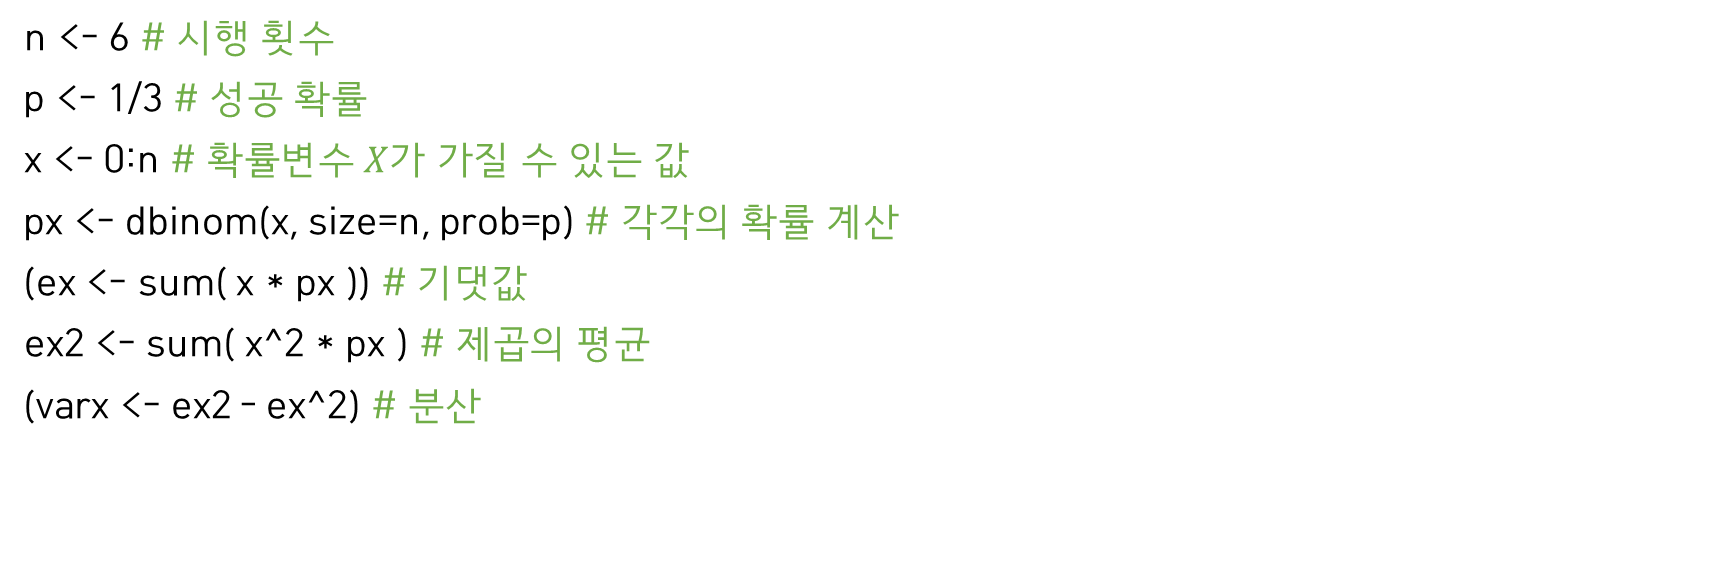 n <- 6 # 시행 횟수
p <- 1/3 # 성공 확률
x <- 0:n # 확률변수 X가 가질 수 있는 값
px <- dbinom(x, size=n, prob=p) # 각각의 확률 계산
(ex <- sum( x * px )) # 기댓값
ex2 <- sum( x^2 * px ) # 제곱의 평균
(varx <- ex2 - ex^2) # 분산